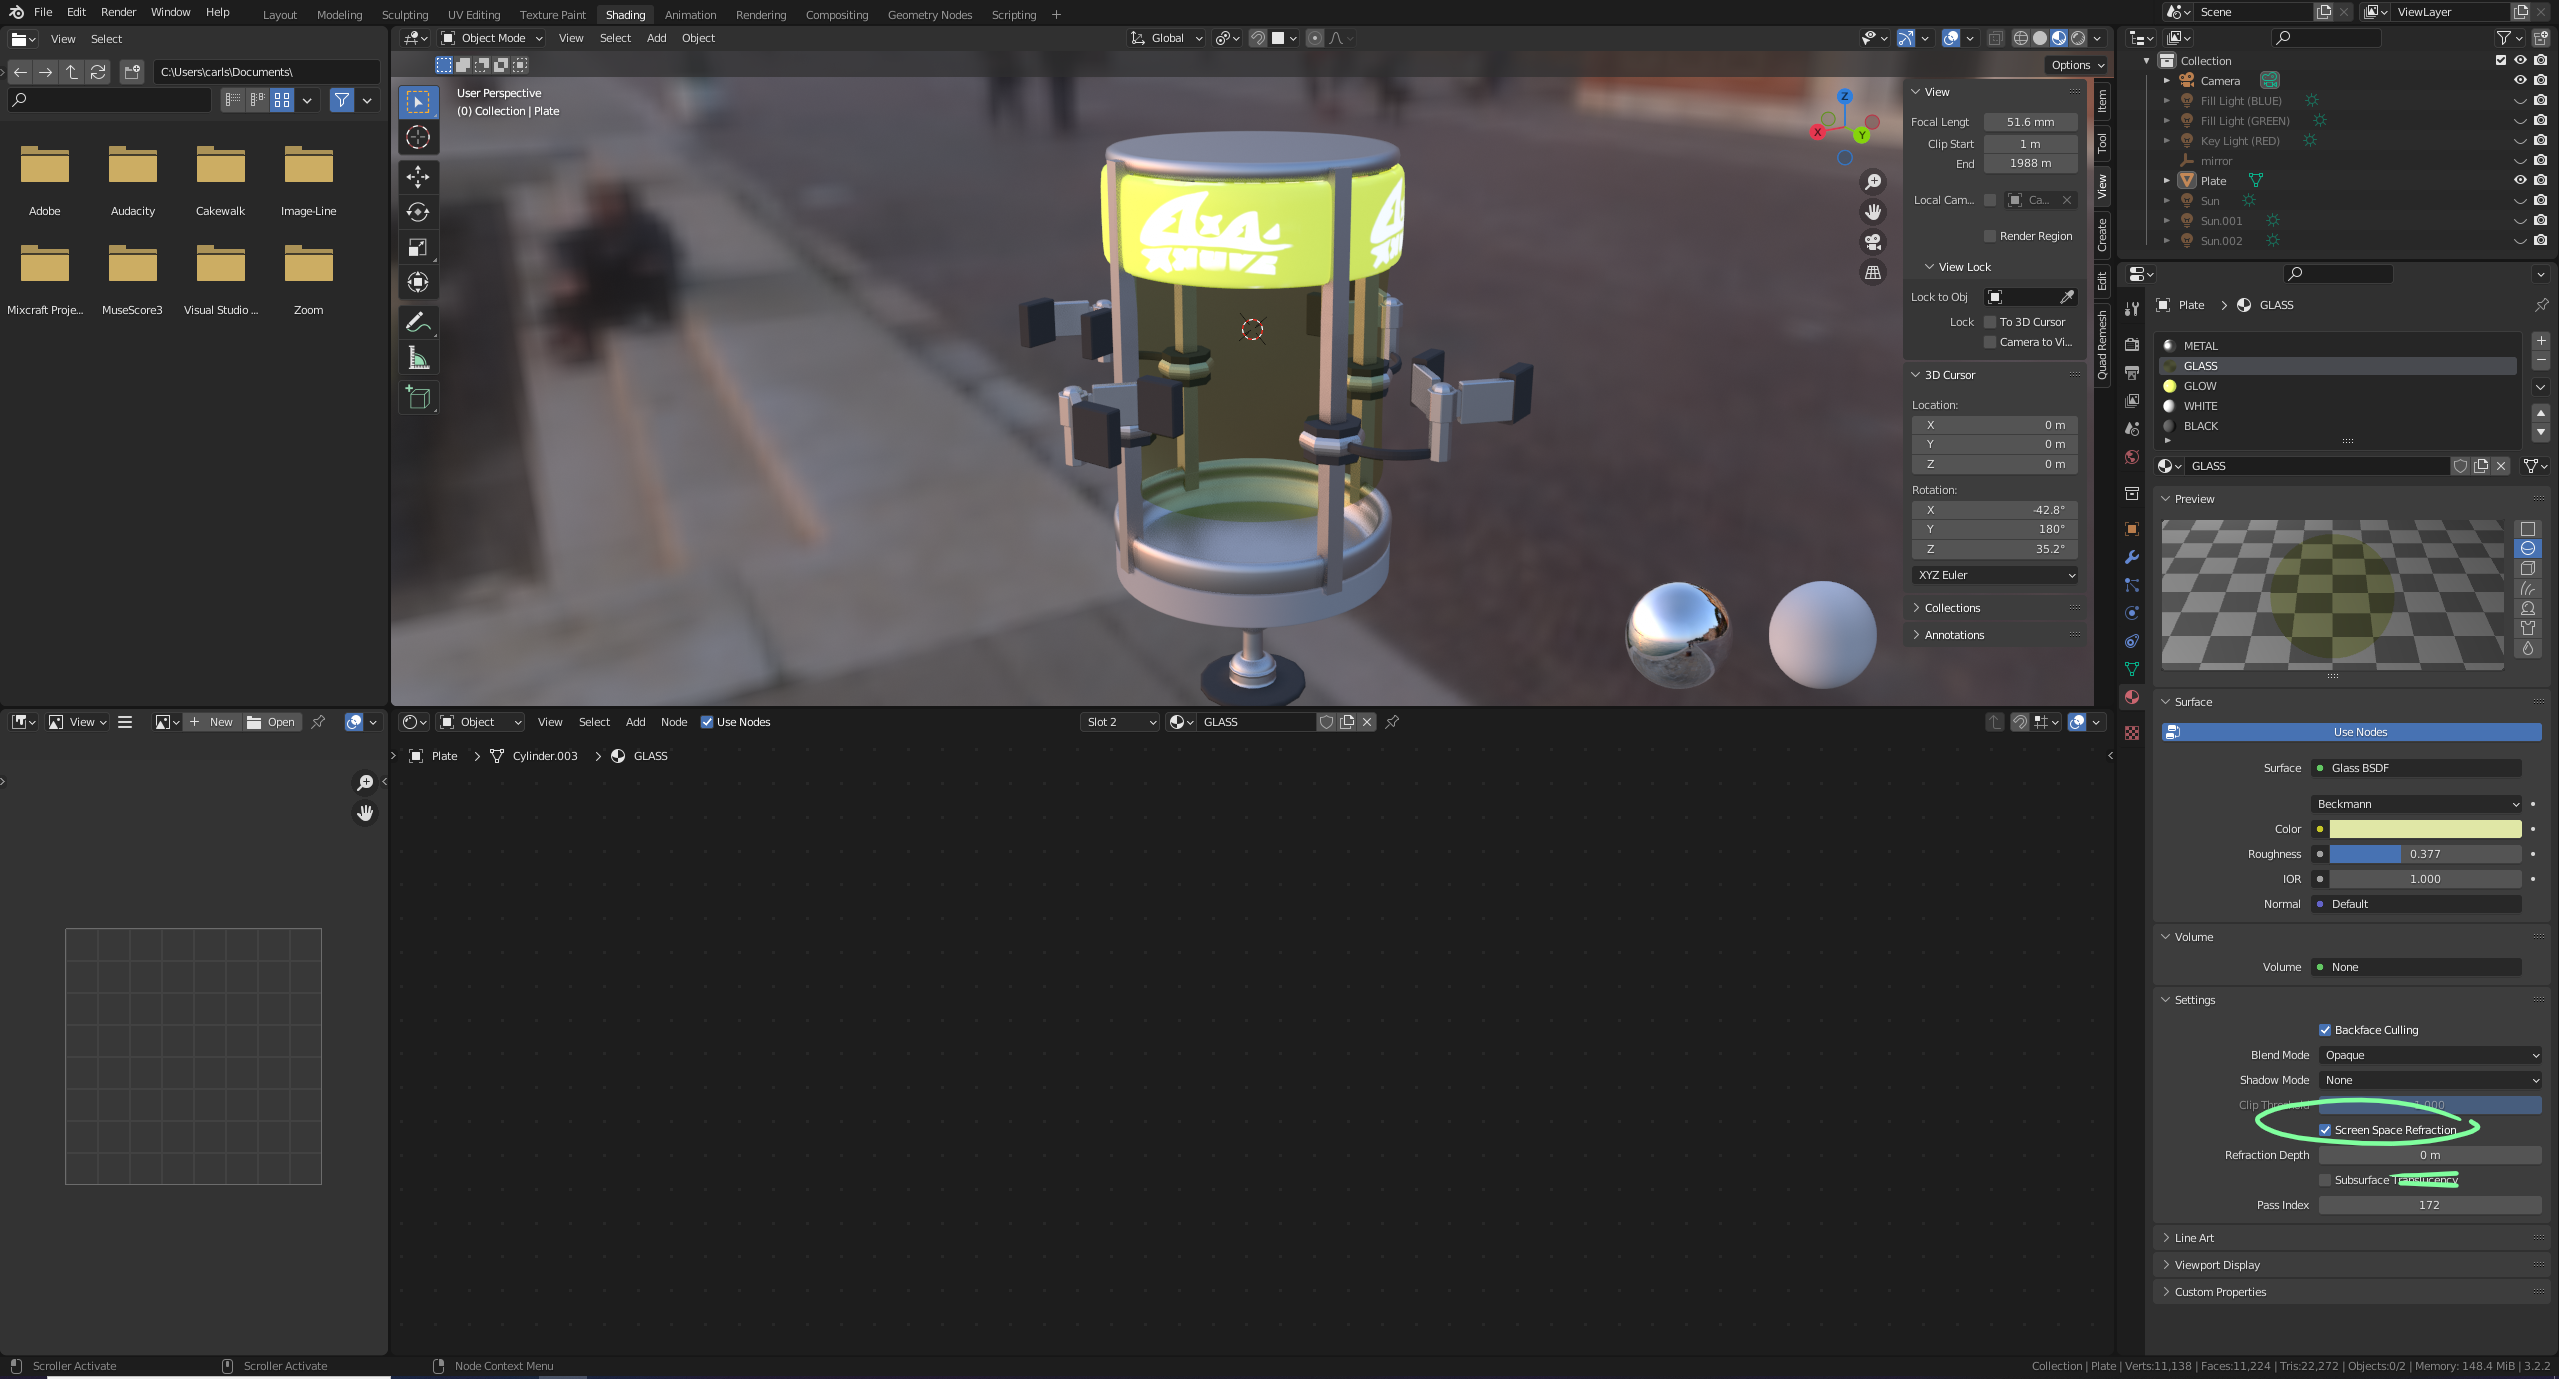 File Edit Render Window Help
Layout Modeling Sculpting UV Editing Texture Paint Shading Animation Rendering Compositing Geometry Nodes Scripting
Scene
ViewLayer
View Select
C:\Users\carls\Documents\
Adobe Audacity Cakewalk Image-Line
Mixcraft Proje... MuseScore3 Visual Studio ... Zoom
Object Mode View Select Add Object
Global
Options
User Perspective
(0) Collection | Plate
Z
X
Y
View
Focal Lengt 51.6 mm
Clip Start 1 m
End 1988 m
Local Cam... Ca...
Render Region
View Lock
Lock to Obj
Lock To 3D Cursor
Camera to Vi...
3D Cursor
Location:
X 0 m
Y 0 m
Z 0 m
Rotation:
X -42.8°
Y 180°
Z 35.2°
XYZ Euler
Collections
Annotations
Item
Tool
View
Create
Edit
Quad Remesh
Collection
Camera
Fill Light (BLUE)
Fill Light (GREEN)
Key Light (RED)
mirror
Plate
Sun
Sun.001
Sun.002
Plate GLASS
METAL
GLASS
GLOW
WHITE
BLACK
GLASS
Preview
Surface
Use Nodes
Surface Glass BSDF
Beckmann
Color
Roughness 0.377
IOR 1.000
Normal Default
Volume
Volume None
Settings
Backface Culling
Blend Mode Opaque
Shadow Mode None
Clip Threshold 1.000
Screen Space Refraction
Refraction Depth 0 m
Subsurface Translucency
Pass Index 172
Line Art
Viewport Display
Custom Properties
View New Open
Object View Select Add Node Use Nodes
Slot 2 GLASS
Plate Cylinder.003 GLASS
Scroller Activate Scroller Activate Node Context Menu
Collection | Plate | Verts:11,138 | Faces:11,224 | Tris:22,272 | Objects:0/2 | Memory: 148.4 MiB | 3.2.2